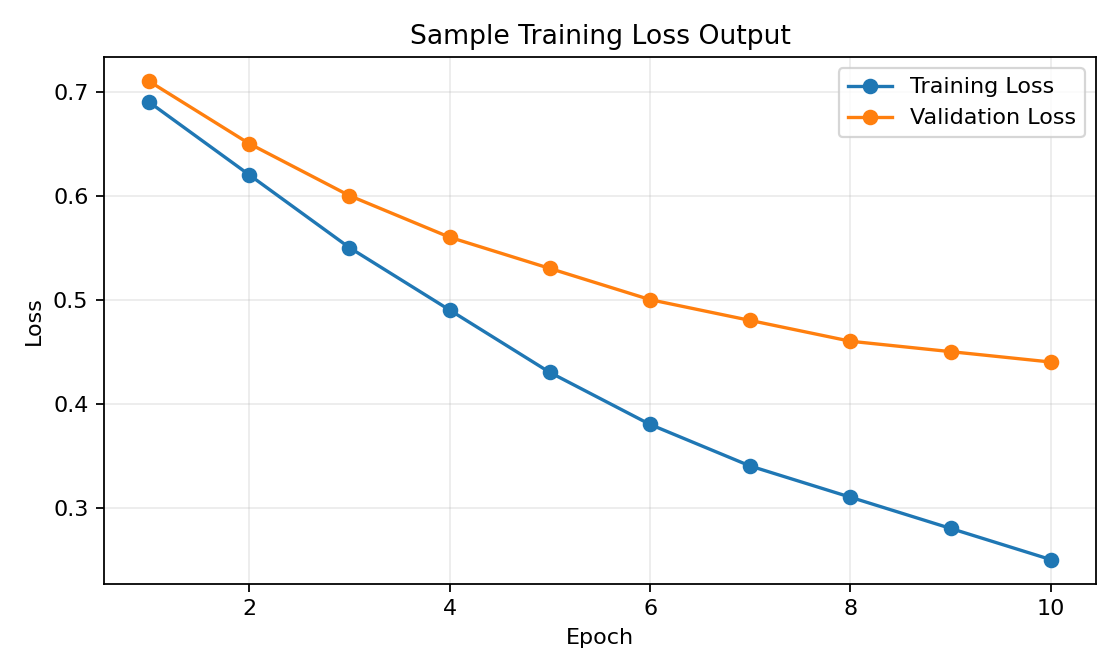 Sample Training Loss Output
Training Loss
Validation Loss
0.7
0.6
0.5
0.4
0.3
Loss
2 4 6 8 10
Epoch